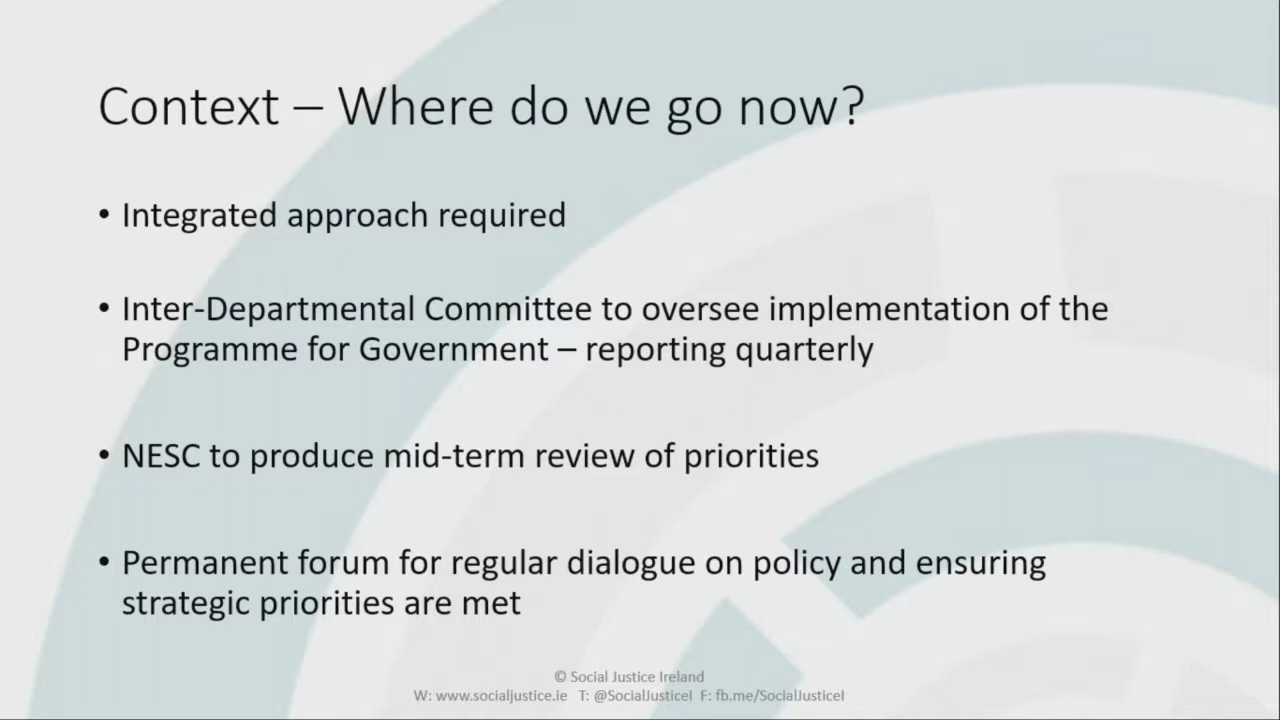 Context – Where do we go now?
• Integrated approach required
• Inter-Departmental Committee to oversee implementation of the
Programme for Government – reporting quarterly
• NESC to produce mid-term review of priorities
• Permanent forum for regular dialogue on policy and ensuring
strategic priorities are met
© Social Justice Ireland
W: www.socialjustice.ie T: @SocialJusticeI F: fb.me/SocialJusticeI